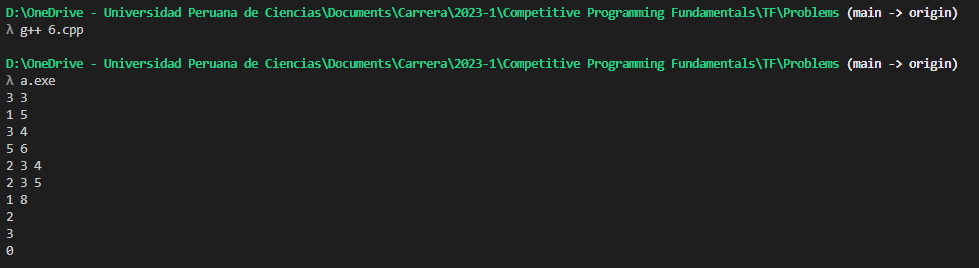 D:\OneDrive - Universidad Peruana de Ciencias\Documents\Carrera\2023-1\Competitive Programming Fundamentals\TF\Problems (main -> origin)
λ g++ 6.cpp
D:\OneDrive - Universidad Peruana de Ciencias\Documents\Carrera\2023-1\Competitive Programming Fundamentals\TF\Problems (main -> origin)
λ a.exe
3 3
1 5
3 4
5 6
2 3 4
2 3 5
1 8
2
3
0